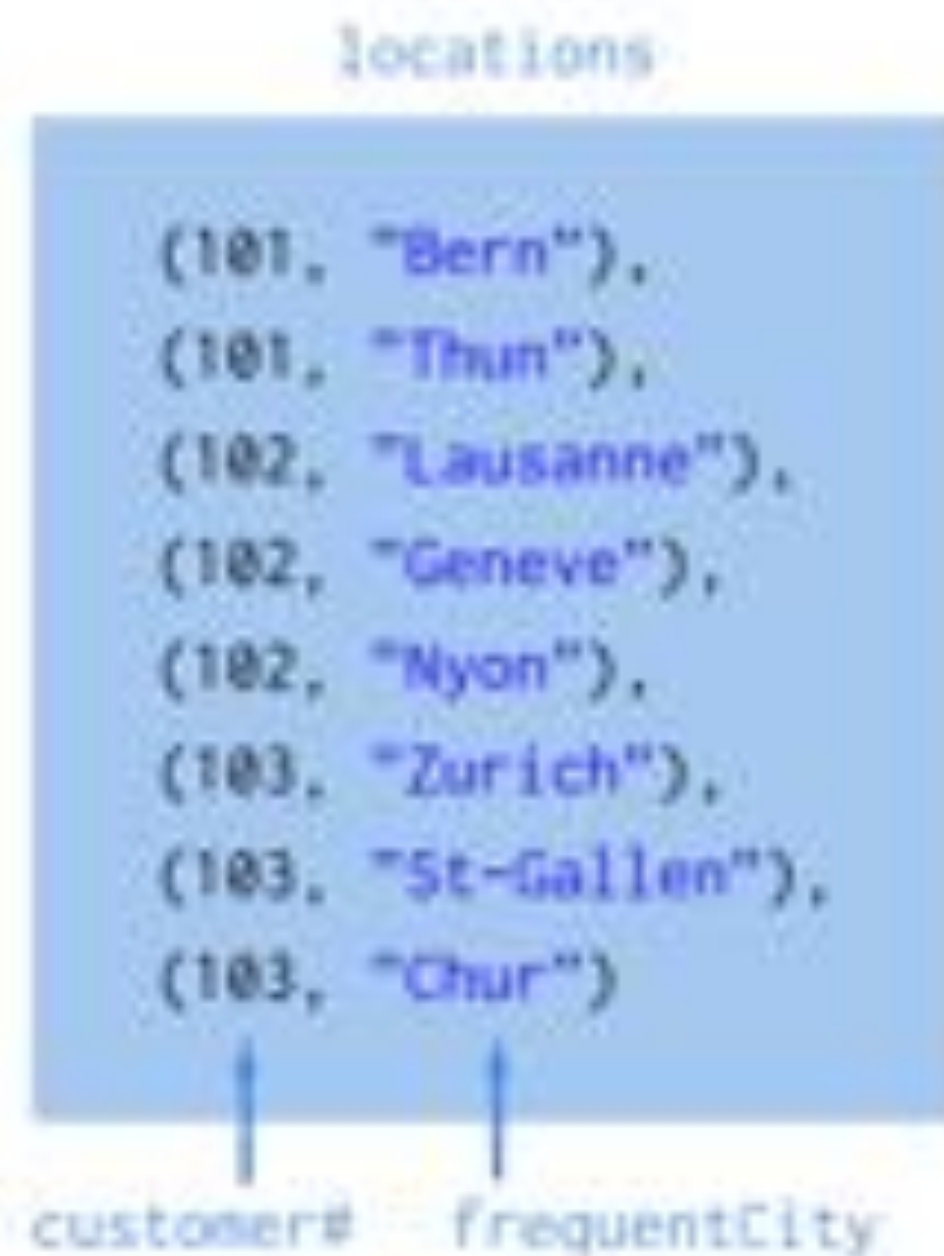 locations
(101, "Bern"),
(101, "Thun"),
(102, "Lausanne"),
(102, "Geneve"),
(102, "Nyon"),
(103, "Zurich"),
(103, "St-Gallen"),
(103, "Chur")
customer# frequentCity